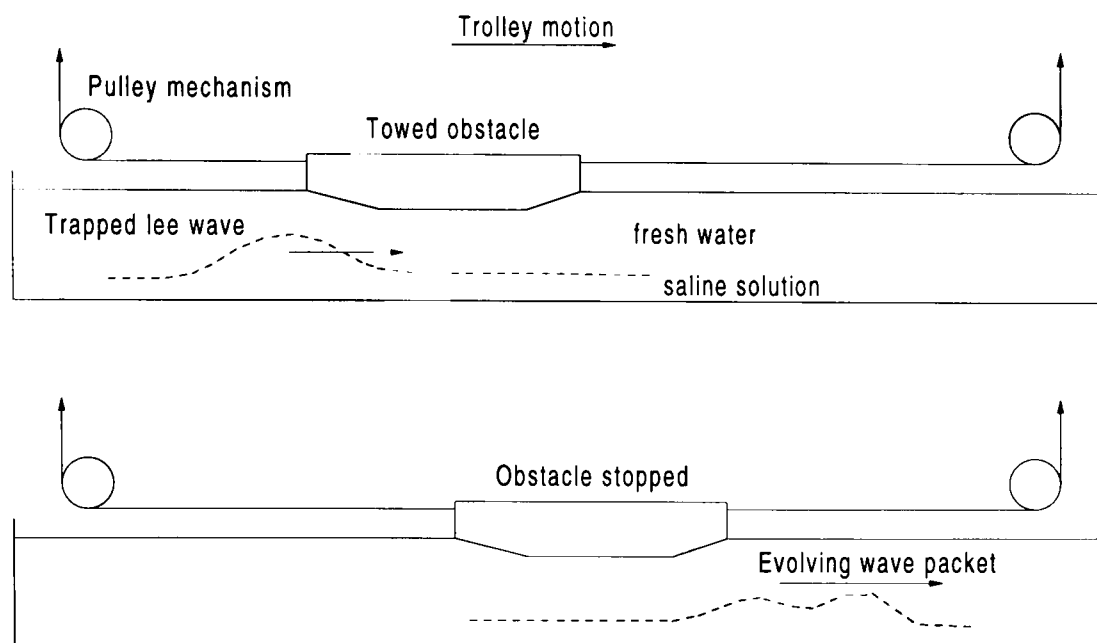 Trolley motion
Pulley mechanism
Towed obstacle
Trapped lee wave
fresh water
saline solution
Obstacle stopped
Evolving wave packet